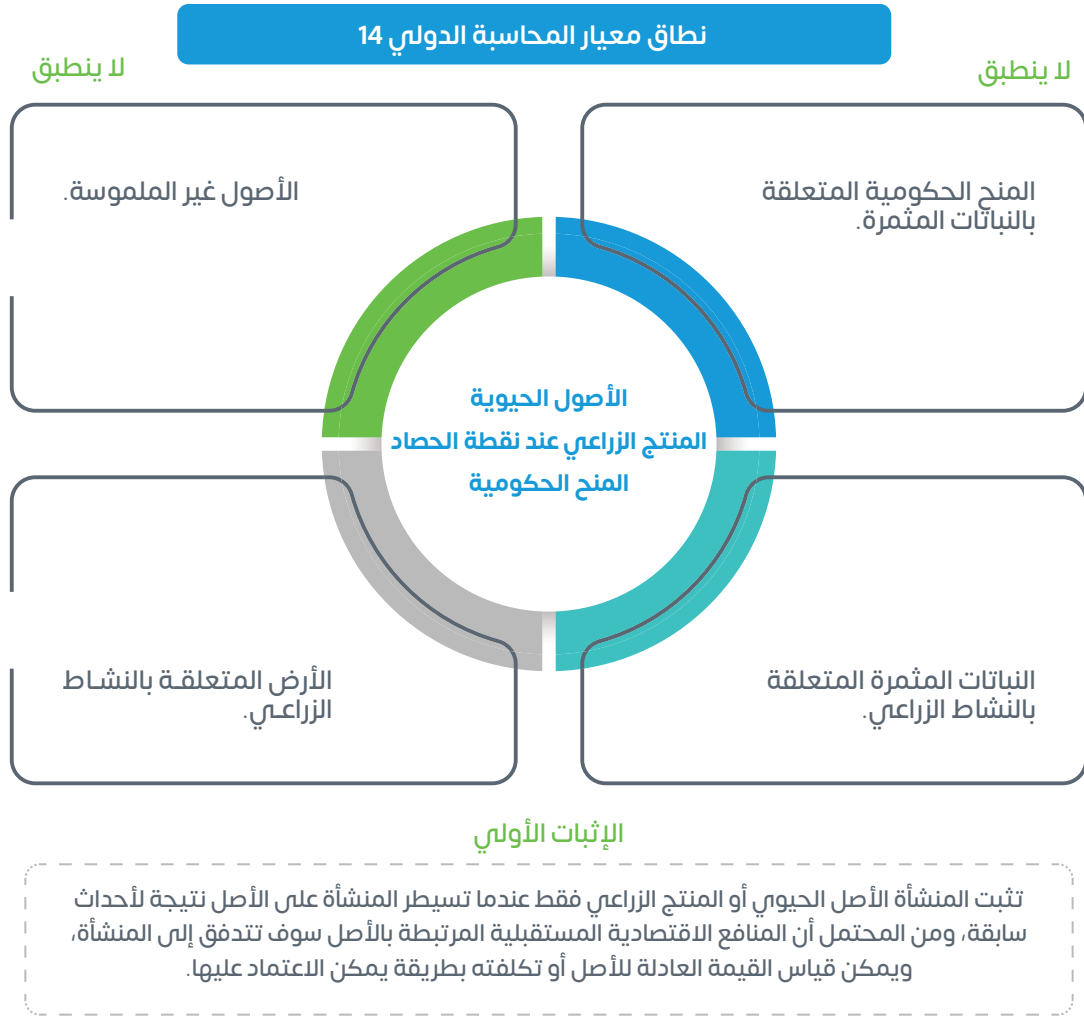 نطاق معيار المحاسبة الدولي 14
لا ينطبق
لا ينطبق
المنح الحكومية المتعلقة
بالنباتات المثمرة.
الأصول غير الملموسة.
الأصول الحيوية
المنتج الزراعي عند نقطة الحصاد
المنح الحكومية
النباتات المثمرة المتعلقة
بالنشاط الزراعي.
الأرض المتعلقـة بالنشـاط
الزراعـي.
الإثبات الأولي
تثبت المنشأة الأصل الحيوي أو المنتج الزراعي فقط عندما تسيطر المنشأة على الأصل نتيجة لأحداث
سابقة، ومن المحتمل أن المنافع الاقتصادية المستقبلية المرتبطة بالأصل سوف تتدفق إلى المنشأة،
ويمكن قياس القيمة العادلة للأصل أو تكلفته بطريقة يمكن الاعتماد عليها.